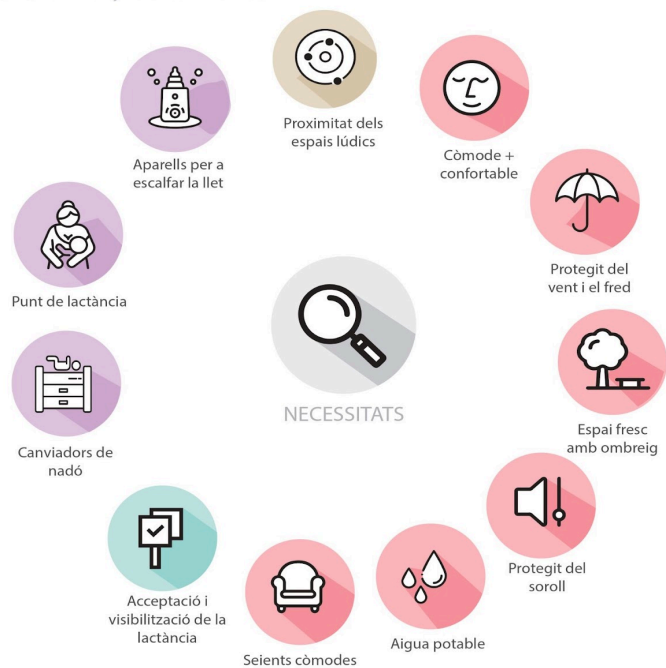 Proximitat dels
espais lúdics
Còmode +
confortable
Protegit del
vent i el fred
Espai fresc
amb ombreig
Protegit del
soroll
Aigua potable
Seients còmodes
Acceptació i
visibilització de la
lactància
Canviadors de
nadó
Punt de lactància
Aparells per a
escalfar la llet
NECESSITATS